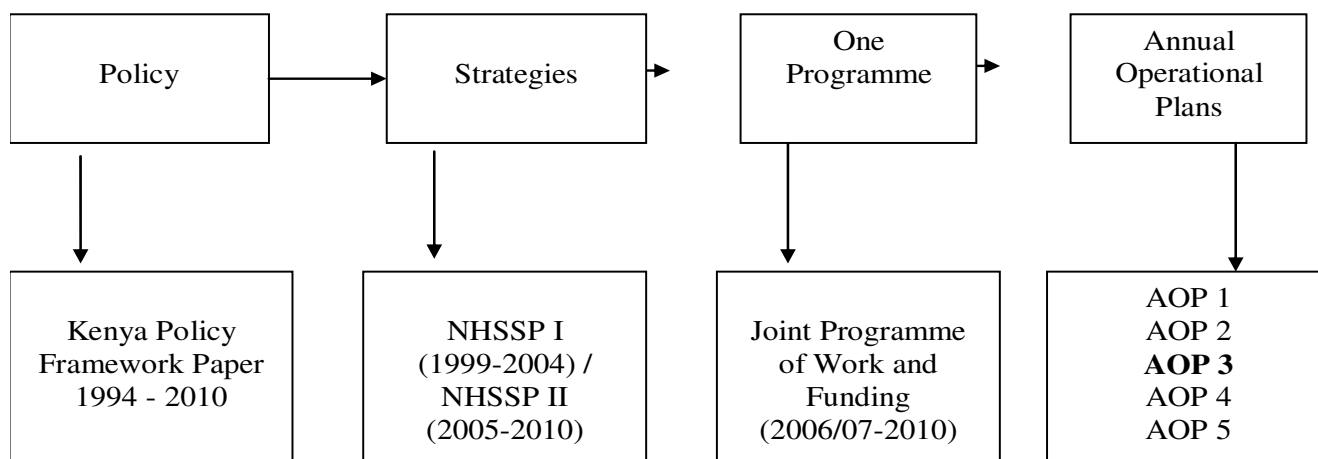 Policy
Strategies
One
Programme
Annual
Operational
Plans
Kenya Policy
Framework Paper
1994 - 2010
NHSSP I
(1999-2004) /
NHSSP II
(2005-2010)
Joint Programme
of Work and
Funding
(2006/07-2010)
AOP 1
AOP 2
AOP 3
AOP 4
AOP 5